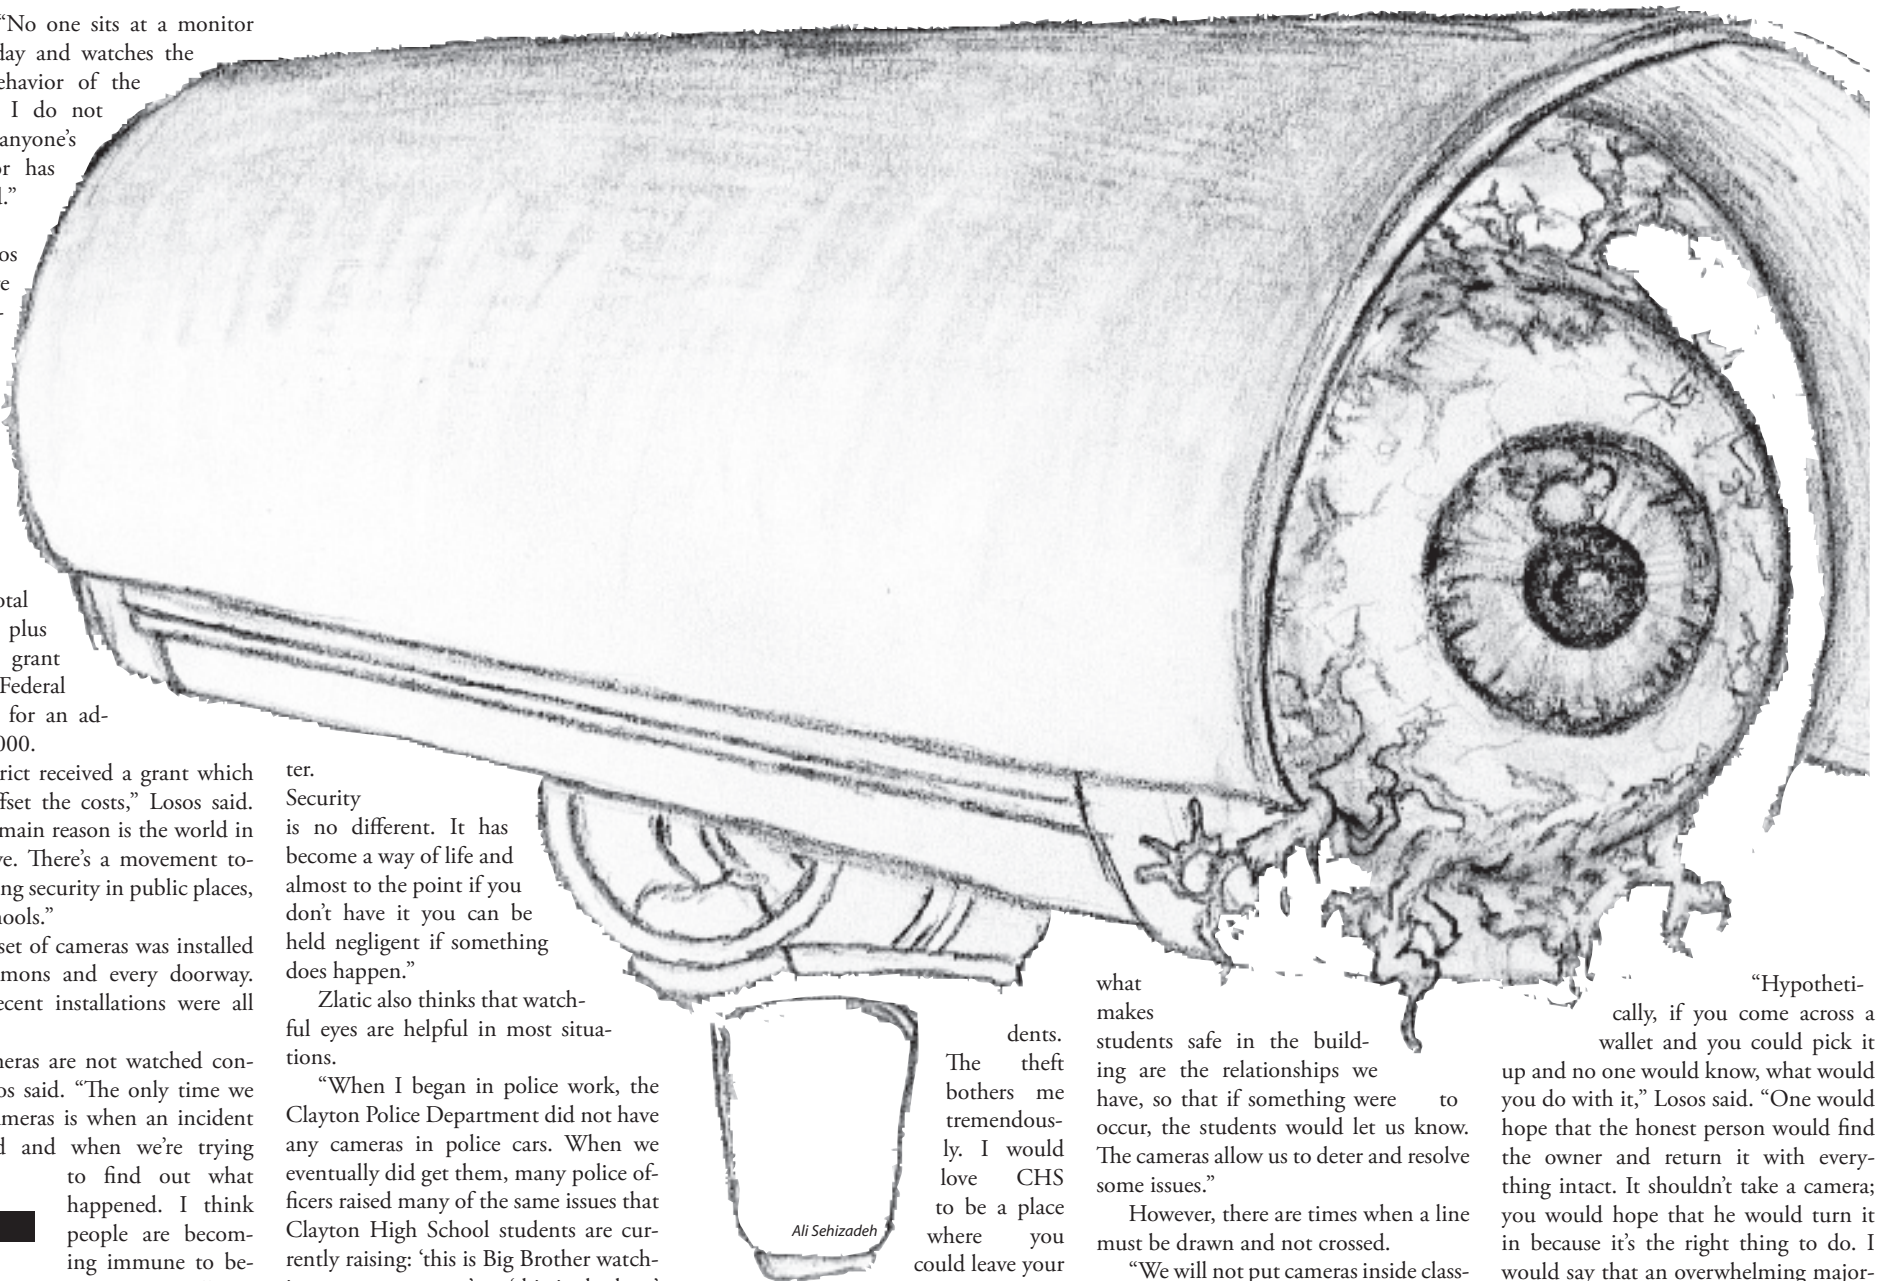 “No one sits at a monitor
day and watches the
ehavior of the
I do not
anyone’s
or has
os
otal
plus
grant
Federal
for an ad-
000.
rict received a grant which
ffset the costs,” Losos said.
main reason is the world in
ve. There’s a movement to-
ng security in public places,
hools.”
set of cameras was installed
mmons and every doorway.
ecent installations were all
meras are not watched con-
os said. “The only time we
ameras is when an incident
d and when we’re trying
to find out what
happened. I think
people are becom-
ing immune to be-
ter.
Security
is no different. It has
become a way of life and
almost to the point if you
don’t have it you can be
held negligent if something
does happen.”
Zlatic also thinks that watch-
ful eyes are helpful in most situa-
tions.
“When I began in police work, the
Clayton Police Department did not have
any cameras in police cars. When we
eventually did get them, many police of-
ficers raised many of the same issues that
Clayton High School students are cur-
rently raising: ‘this is Big Brother watch-
Ali Sehizadeh
dents.
The theft
bothers me
tremendous-
ly. I would
love CHS
to be a place
where you
could leave your
what
makes
students safe in the build-
ing are the relationships we
have, so that if something were to
occur, the students would let us know.
The cameras allow us to deter and resolve
some issues.”
However, there are times when a line
must be drawn and not crossed.
“We will not put cameras inside class-
“Hypotheti-
cally, if you come across a
wallet and you could pick it
up and no one would know, what would
you do with it,” Losos said. “One would
hope that the honest person would find
the owner and return it with every-
thing intact. It shouldn’t take a camera;
you would hope that he would turn it
in because it’s the right thing to do. I
would say that an overwhelming major-